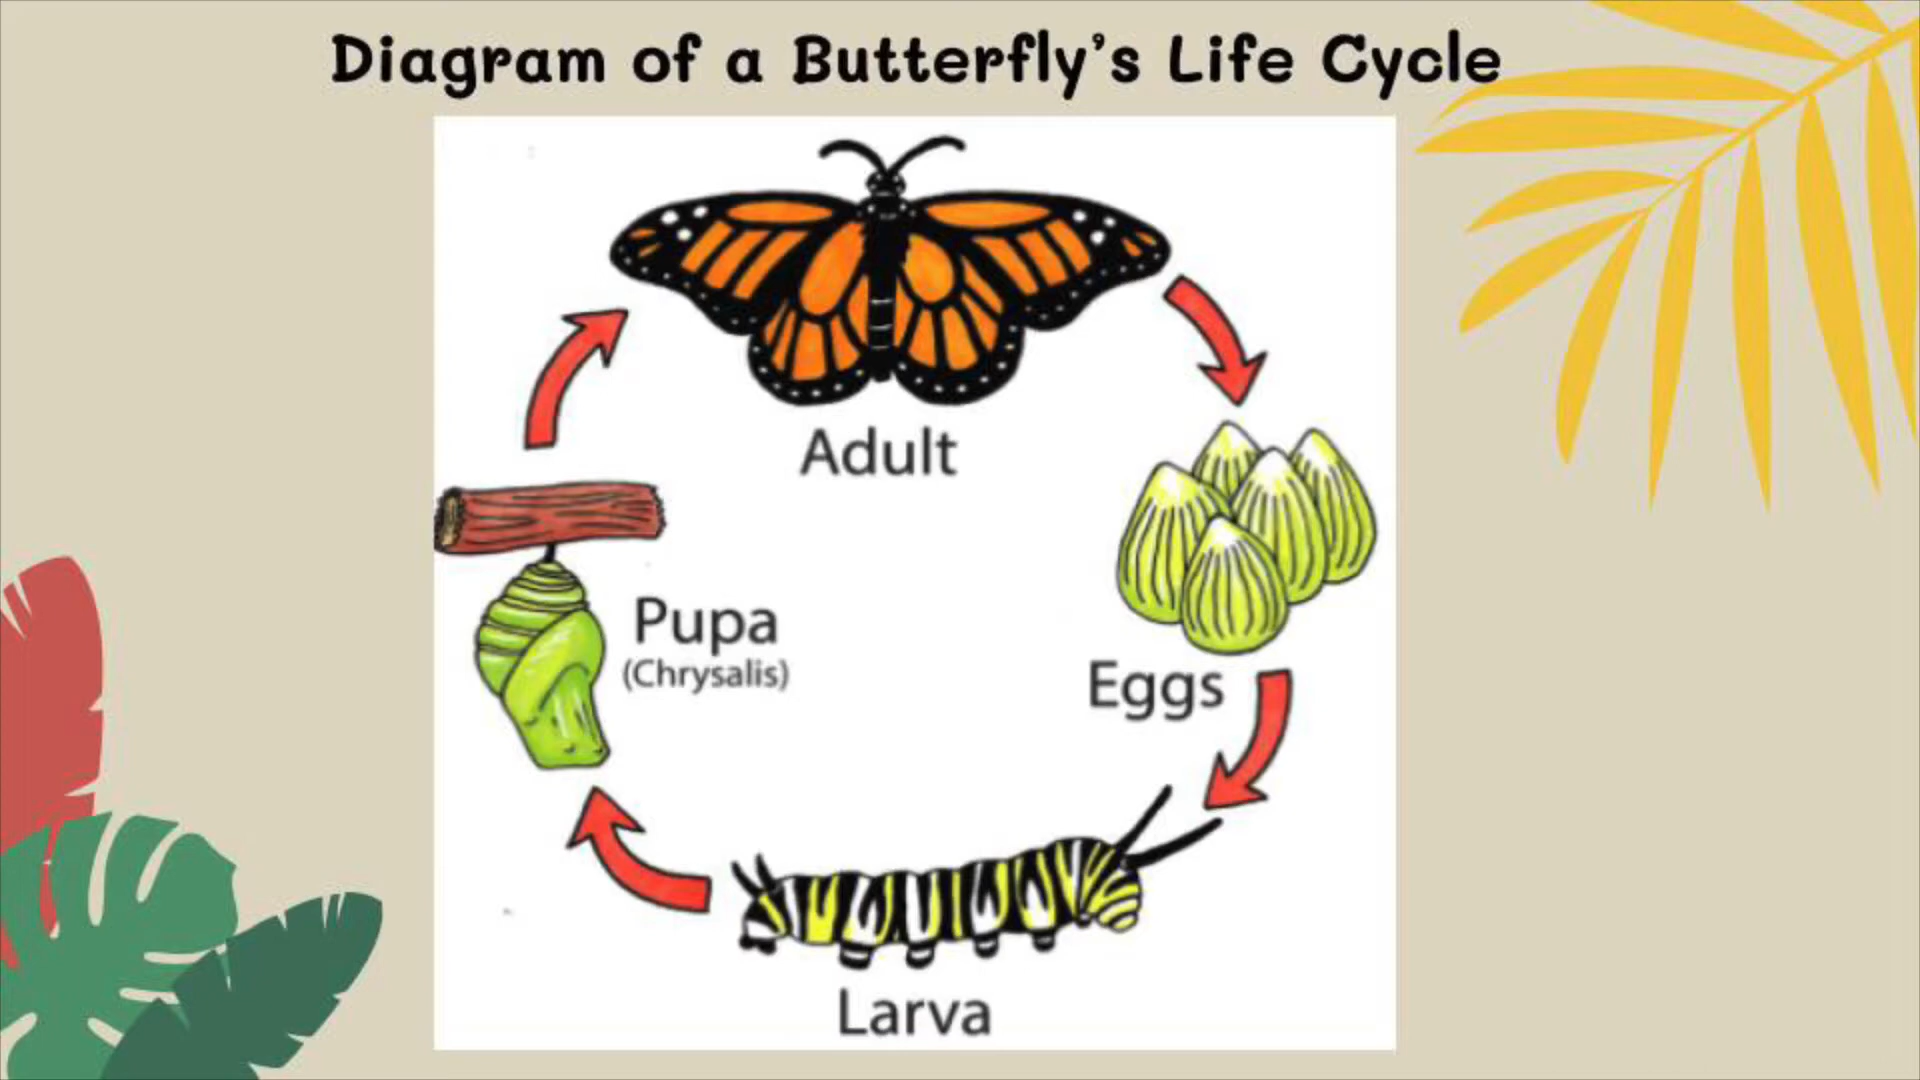 Diagram of a Butterfly's Life Cycle
Adult
Pupa
(Chrysalis)
Eggs
Larva